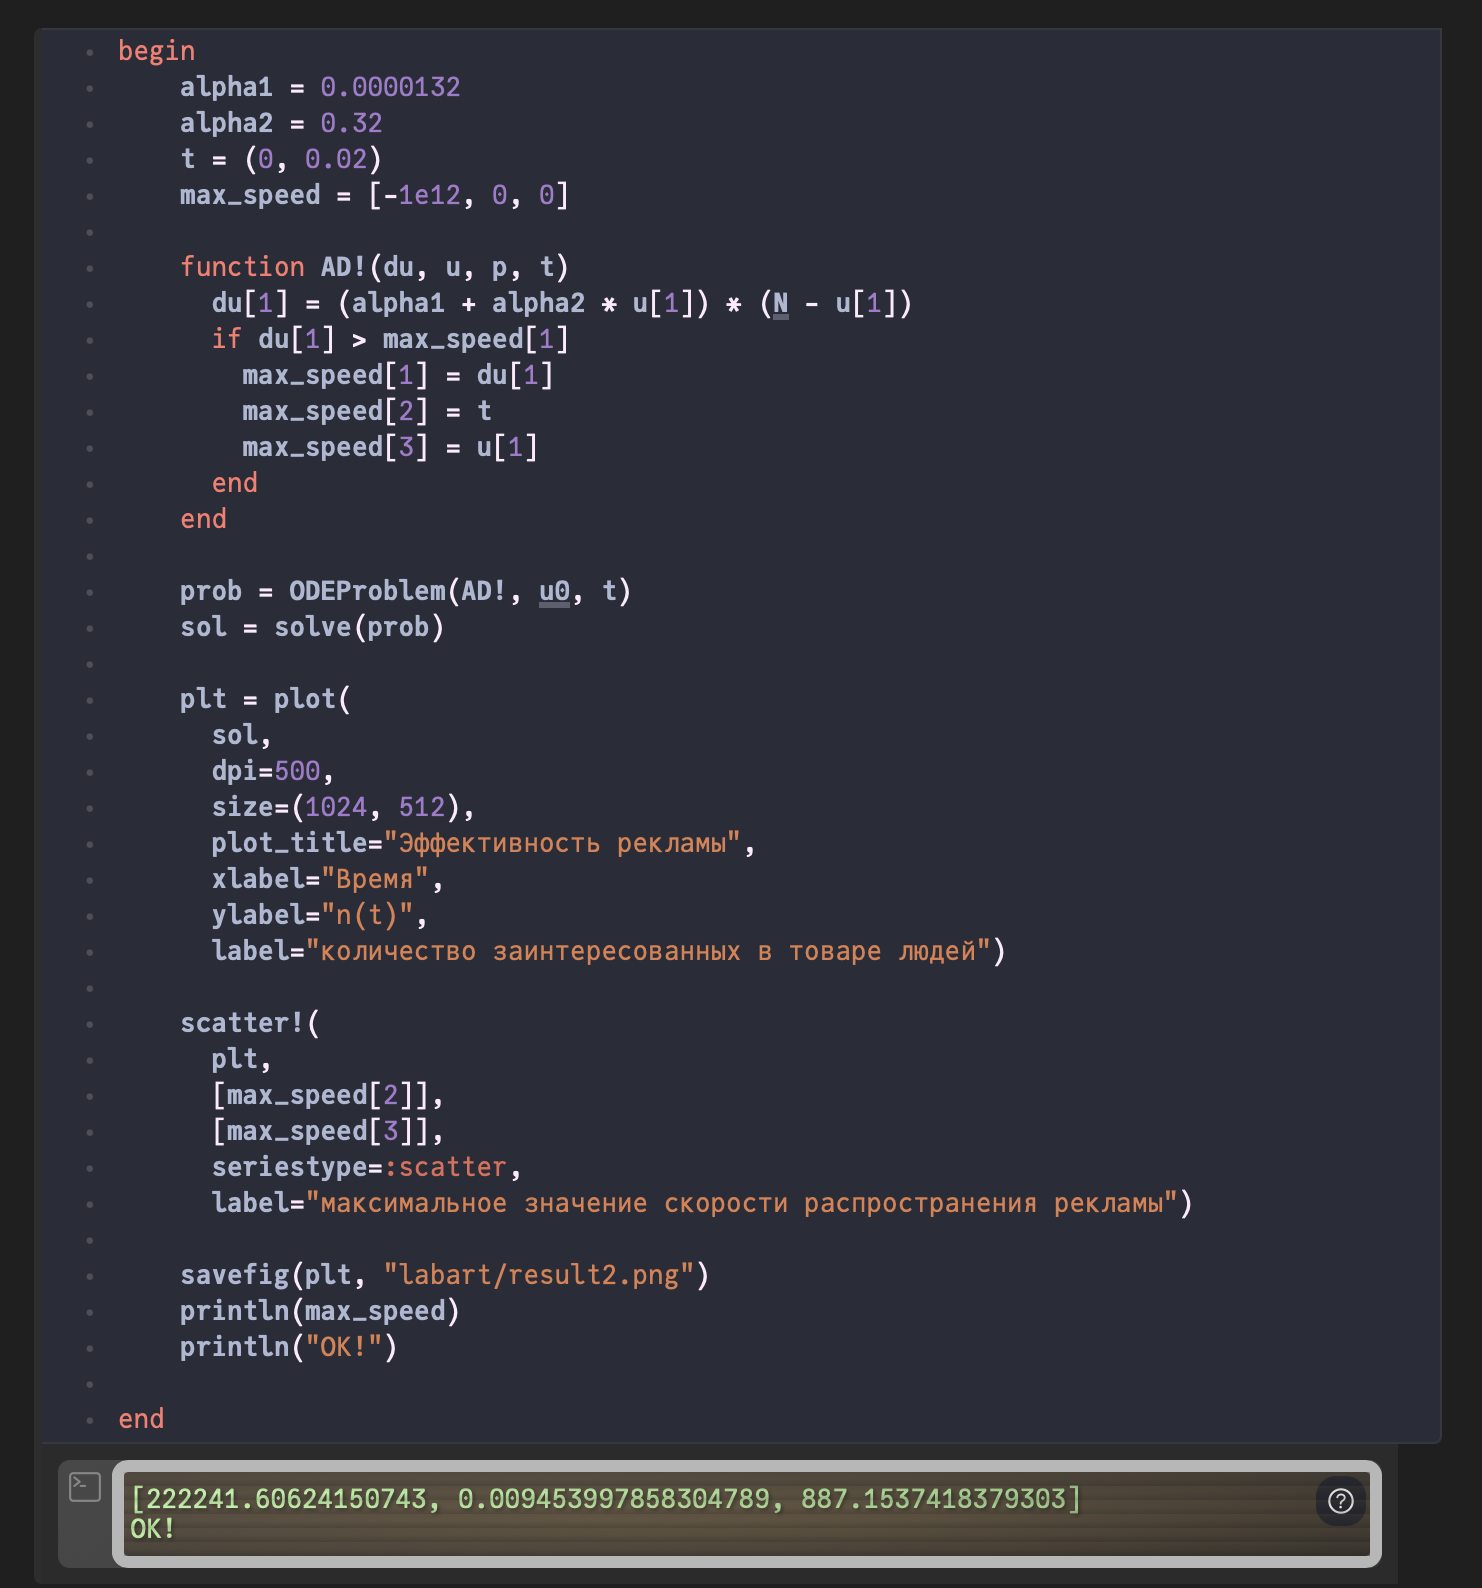 begin
    alpha1 = 0.0000132
    alpha2 = 0.32
    t = (0, 0.02)
    max_speed = [-1e12, 0, 0]

    function AD!(du, u, p, t)
      du[1] = (alpha1 + alpha2 * u[1]) * (N - u[1])
      if du[1] > max_speed[1]
        max_speed[1] = du[1]
        max_speed[2] = t
        max_speed[3] = u[1]
      end
    end

    prob = ODEProblem(AD!, u0, t)
    sol = solve(prob)

    plt = plot(
      sol,
      dpi=500,
      size=(1024, 512),
      plot_title="Эффективность рекламы",
      xlabel="Время",
      ylabel="n(t)",
      label="количество заинтересованных в товаре людей")

    scatter!(
      plt,
      [max_speed[2]],
      [max_speed[3]],
      seriestype=:scatter,
      label="максимальное значение скорости распространения рекламы")

    savefig(plt, "labart/result2.png")
    println(max_speed)
    println("OK!")

end
[222241.60624150743, 0.009453997858304789, 887.1537418379303]
OK!